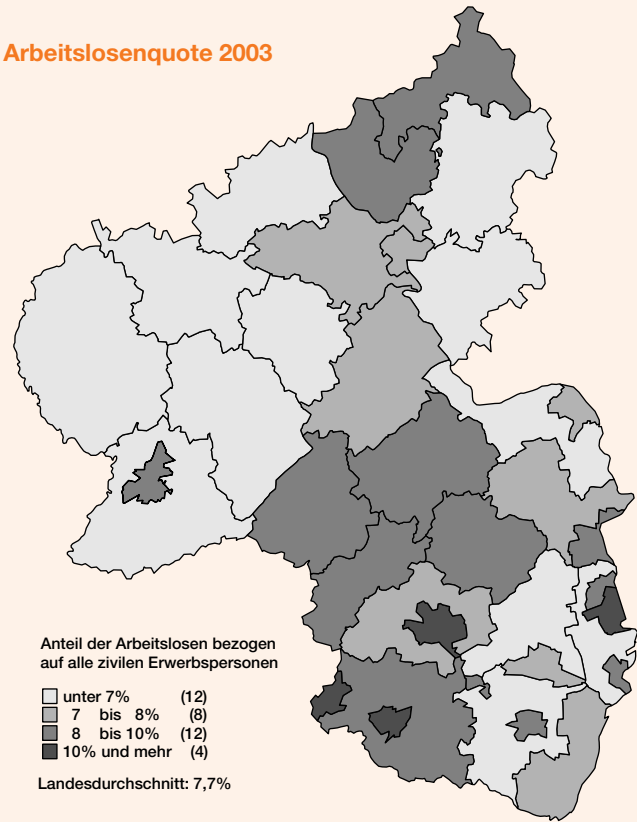 Arbeitslosenquote 2003
Anteil der Arbeitslosen bezogen
auf alle zivilen Erwerbspersonen
unter 7% (12)
7 bis 8% (8)
8 bis 10% (12)
10% und mehr (4)
Landesdurchschnitt: 7,7%